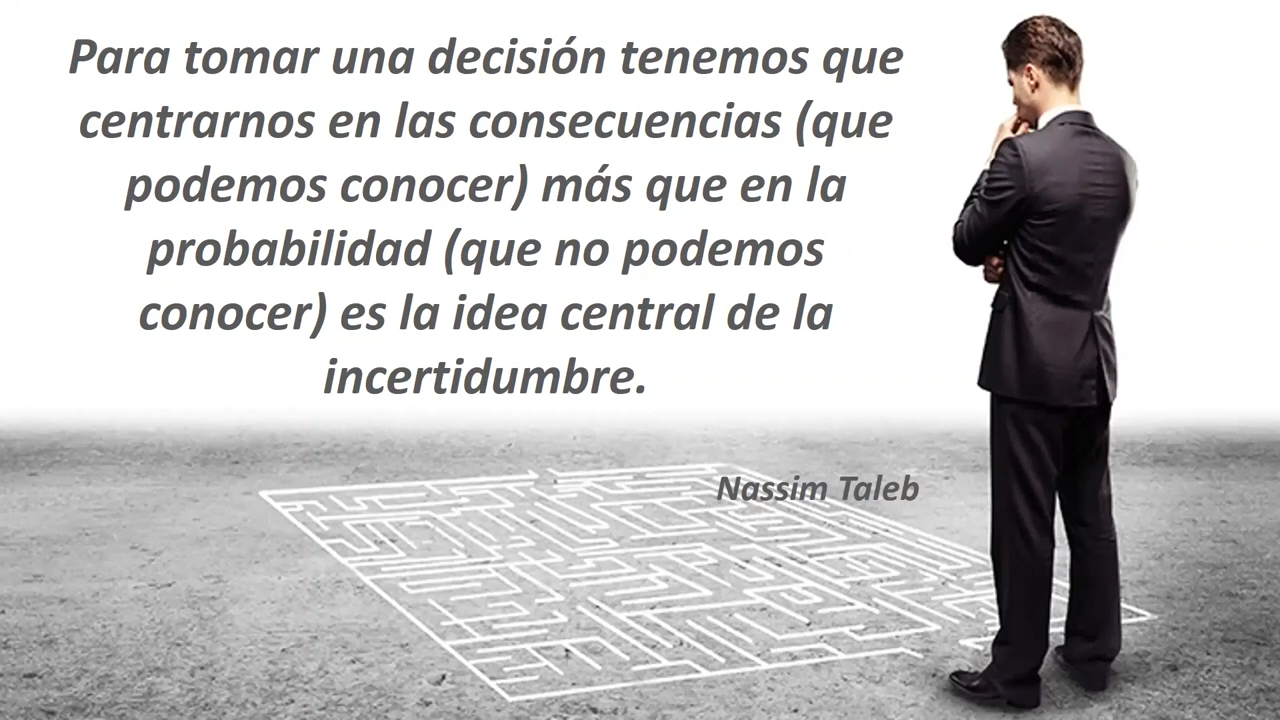 Para tomar una decisión tenemos que
centrarnos en las consecuencias (que
podemos conocer) más que en la
probabilidad (que no podemos
conocer) es la idea central de la
incertidumbre.
Nassim Taleb